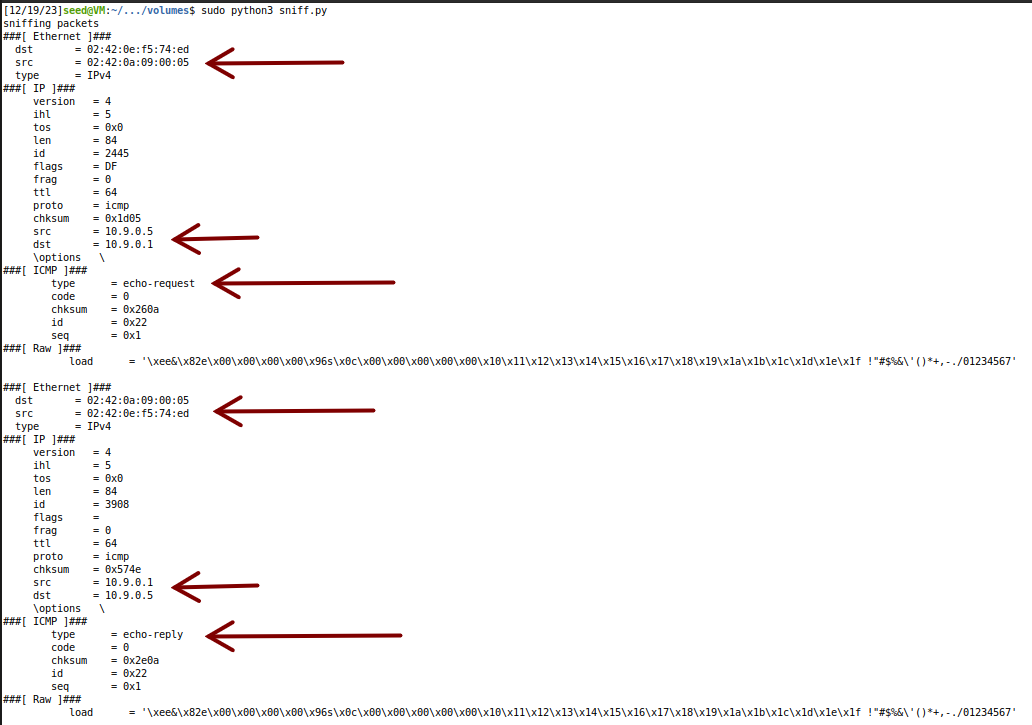 [12/19/23]seed@VM:~/.../volumes$ sudo python3 sniff.py
sniffing packets
###[ Ethernet ]###
  dst       = 02:42:0e:f5:74:ed
  src       = 02:42:0a:09:00:05
  type      = IPv4
###[ IP ]###
     version   = 4
     ihl       = 5
     tos       = 0x0
     len       = 84
     id        = 2445
     flags     = DF
     frag      = 0
     ttl       = 64
     proto     = icmp
     chksum    = 0x1d05
     src       = 10.9.0.5
     dst       = 10.9.0.1
     \options   \
###[ ICMP ]###
        type      = echo-request
        code      = 0
        chksum    = 0x260a
        id        = 0x22
        seq       = 0x1
###[ Raw ]###
           load      = '\xee&\x82e\x00\x00\x00\x00\x96s\x0c\x00\x00\x00\x00\x00\x10\x11\x12\x13\x14\x15\x16\x17\x18\x19\x1a\x1b\x1c\x1d\x1e\x1f !"#$%&\'()*+,-./01234567'
###[ Ethernet ]###
  dst       = 02:42:0a:09:00:05
  src       = 02:42:0e:f5:74:ed
  type      = IPv4
###[ IP ]###
     version   = 4
     ihl       = 5
     tos       = 0x0
     len       = 84
     id        = 3908
     flags     =
     frag      = 0
     ttl       = 64
     proto     = icmp
     chksum    = 0x574e
     src       = 10.9.0.1
     dst       = 10.9.0.5
     \options   \
###[ ICMP ]###
        type      = echo-reply
        code      = 0
        chksum    = 0x2e0a
        id        = 0x22
        seq       = 0x1
###[ Raw ]###
           load      = '\xee&\x82e\x00\x00\x00\x00\x96s\x0c\x00\x00\x00\x00\x00\x10\x11\x12\x13\x14\x15\x16\x17\x18\x19\x1a\x1b\x1c\x1d\x1e\x1f !"#$%&\'()*+,-./01234567'